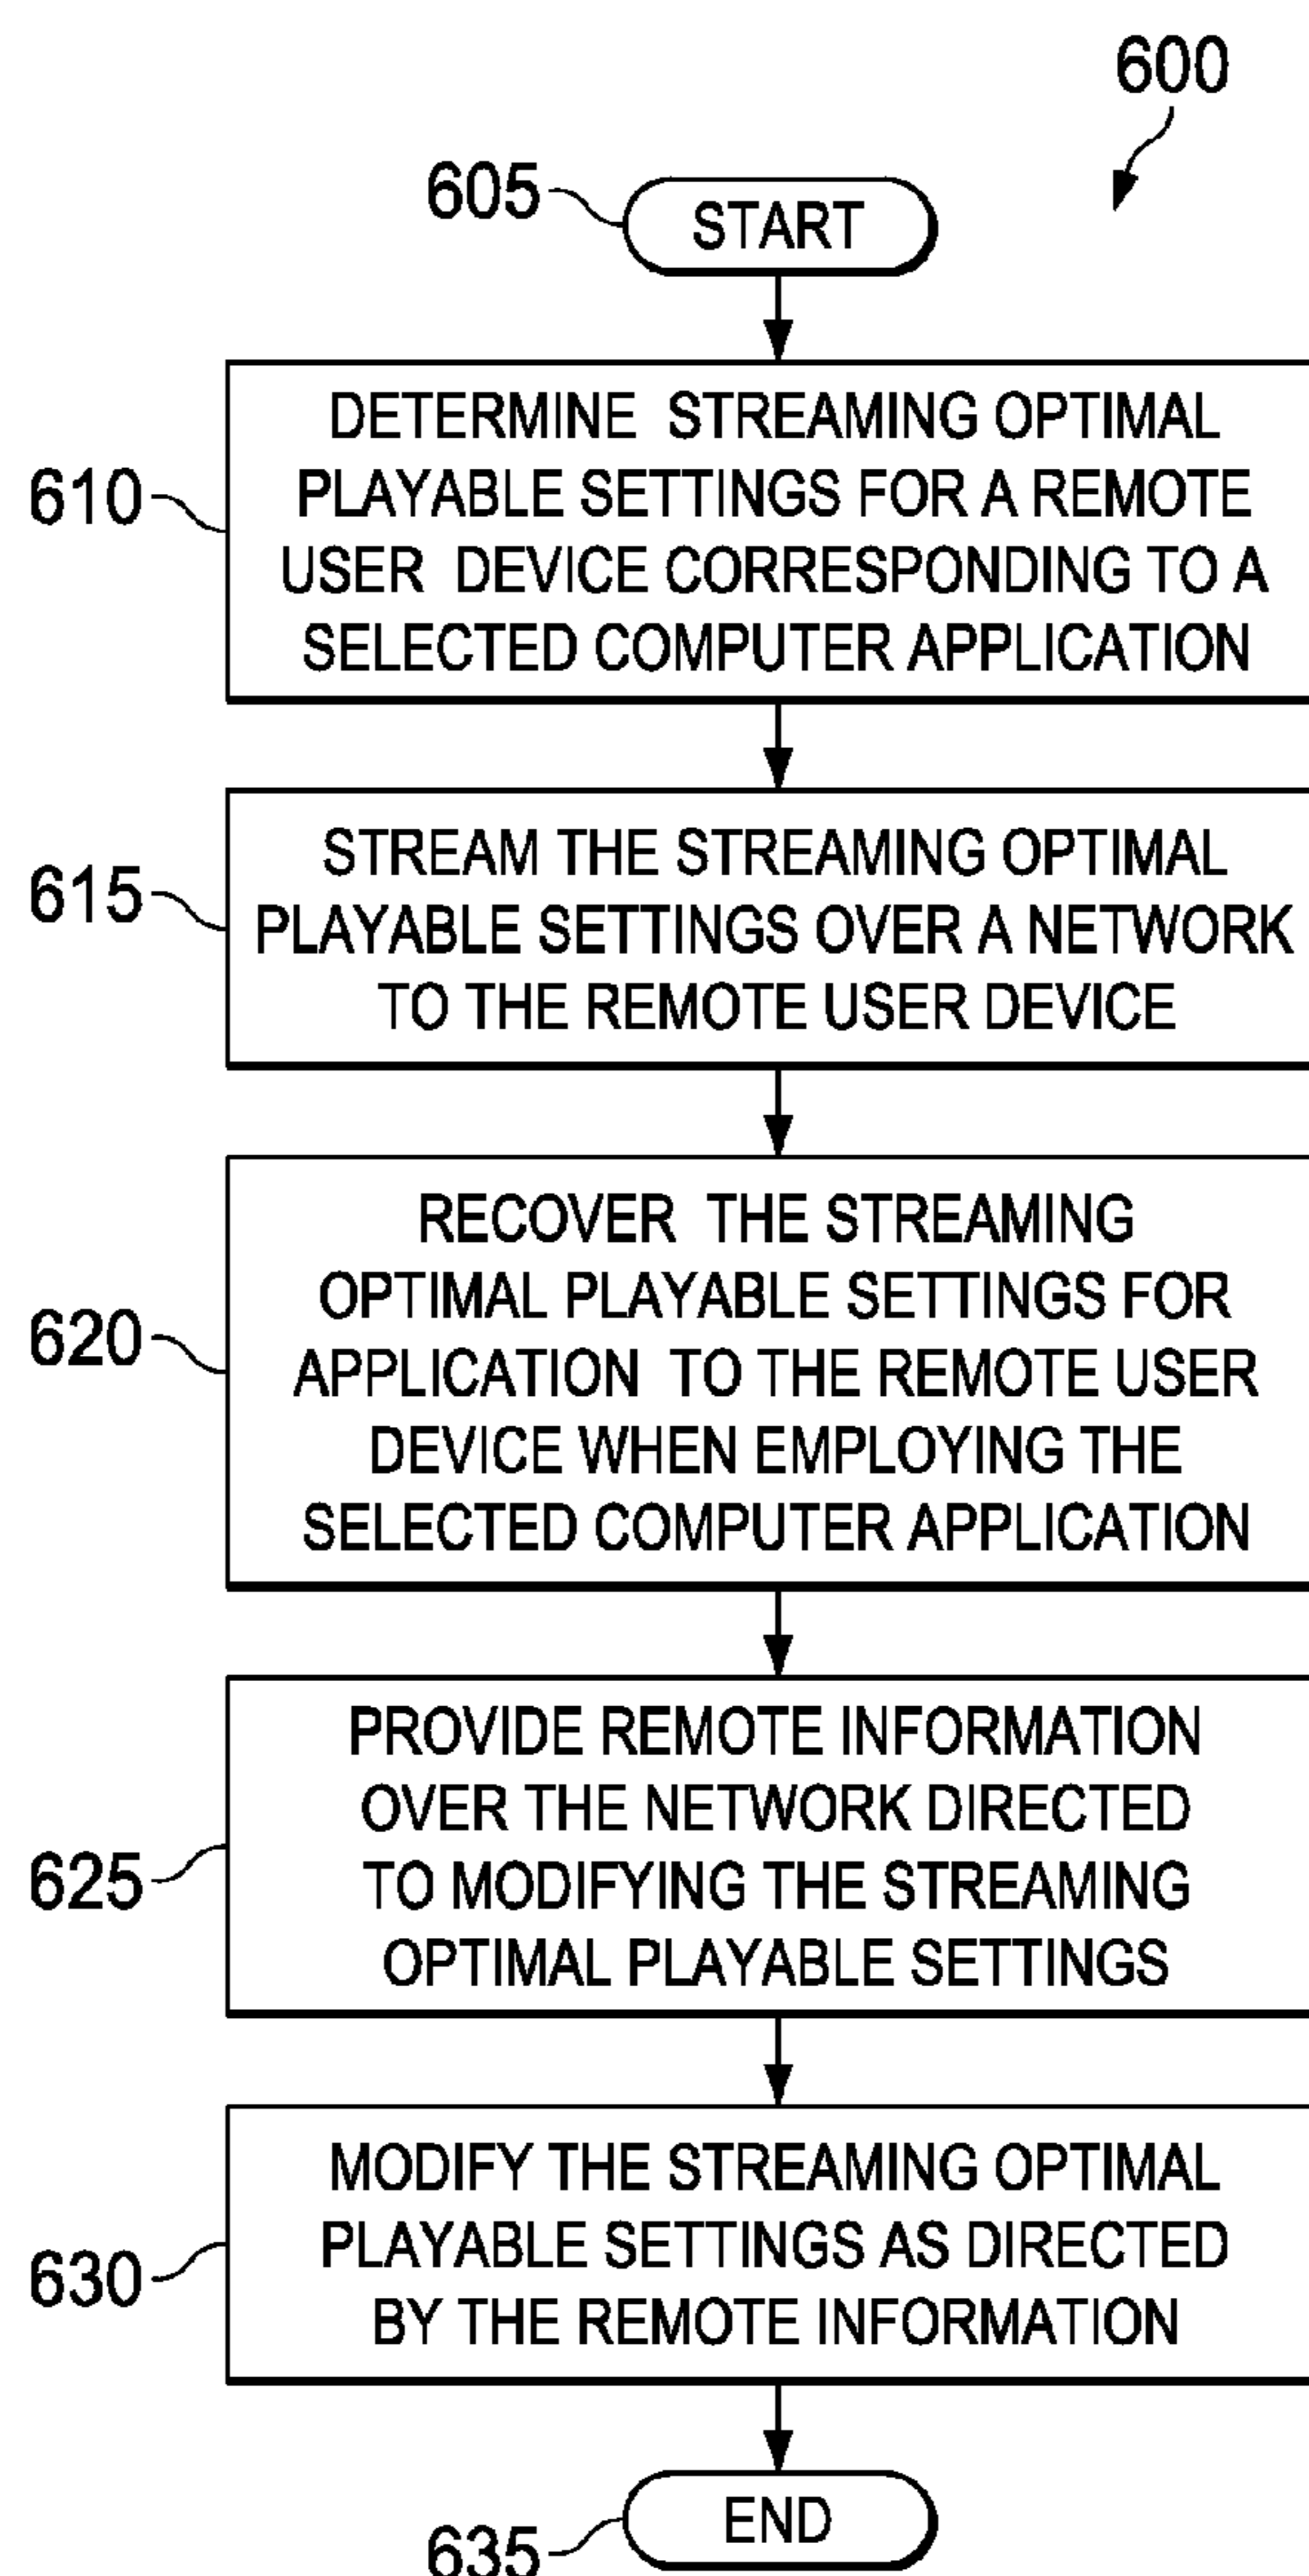 600
605
START
610
DETERMINE STREAMING OPTIMAL
PLAYABLE SETTINGS FOR A REMOTE
USER DEVICE CORRESPONDING TO A
SELECTED COMPUTER APPLICATION
615
STREAM THE STREAMING OPTIMAL
PLAYABLE SETTINGS OVER A NETWORK
TO THE REMOTE USER DEVICE
620
RECOVER THE STREAMING
OPTIMAL PLAYABLE SETTINGS FOR
APPLICATION TO THE REMOTE USER
DEVICE WHEN EMPLOYING THE
SELECTED COMPUTER APPLICATION
625
PROVIDE REMOTE INFORMATION
OVER THE NETWORK DIRECTED
TO MODIFYING THE STREAMING
OPTIMAL PLAYABLE SETTINGS
630
MODIFY THE STREAMING OPTIMAL
PLAYABLE SETTINGS AS DIRECTED
BY THE REMOTE INFORMATION
635
END